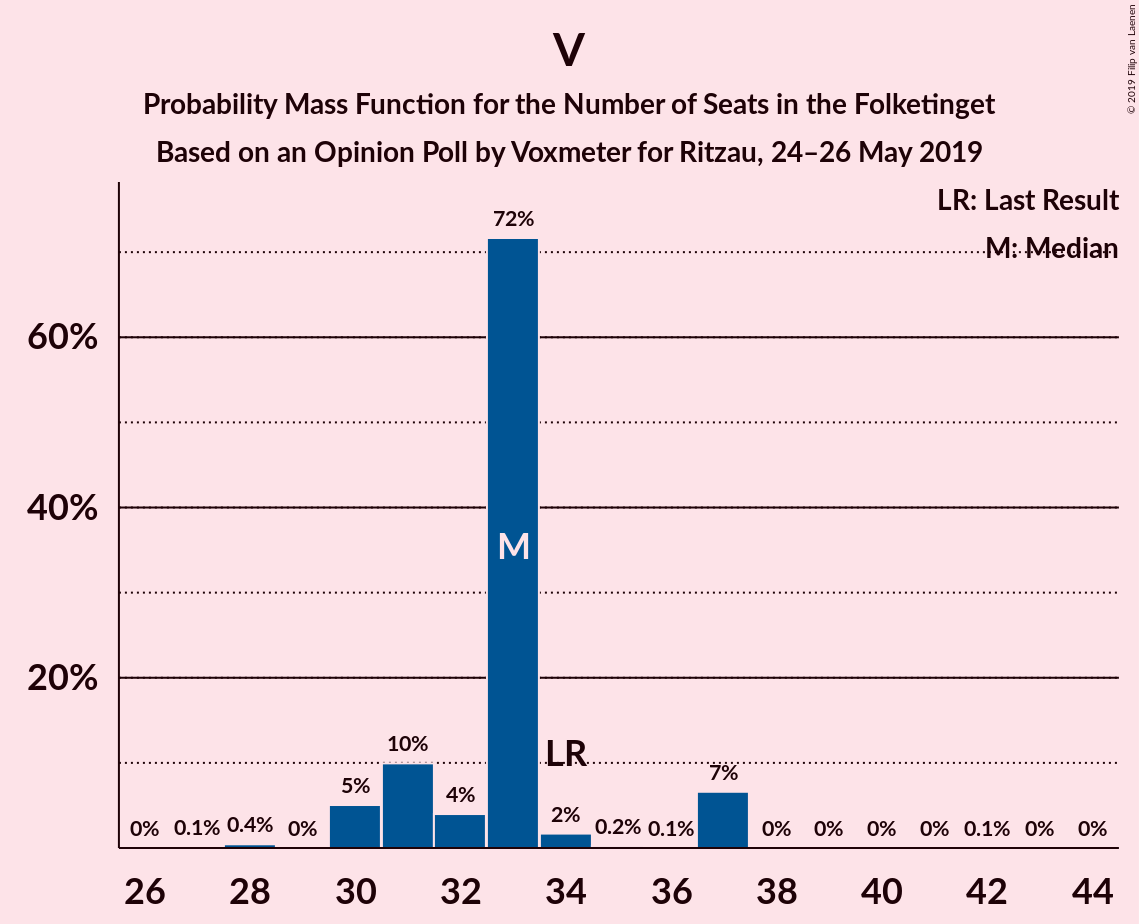 V
Probability Mass Function for the Number of Seats in the Folketinget
Based on an Opinion Poll by Voxmeter for Ritzau, 24–26 May 2019
© 2019 Filip van Laenen
LR: Last Result
M: Median
72%
60%
40%
M
20%
LR
10%
7%
5%
4%
2%
0% 0.1% 0.4% 0% 0.2% 0.1% 0% 0% 0% 0% 0.1% 0% 0%
26 28 30 32 34 36 38 40 42 44